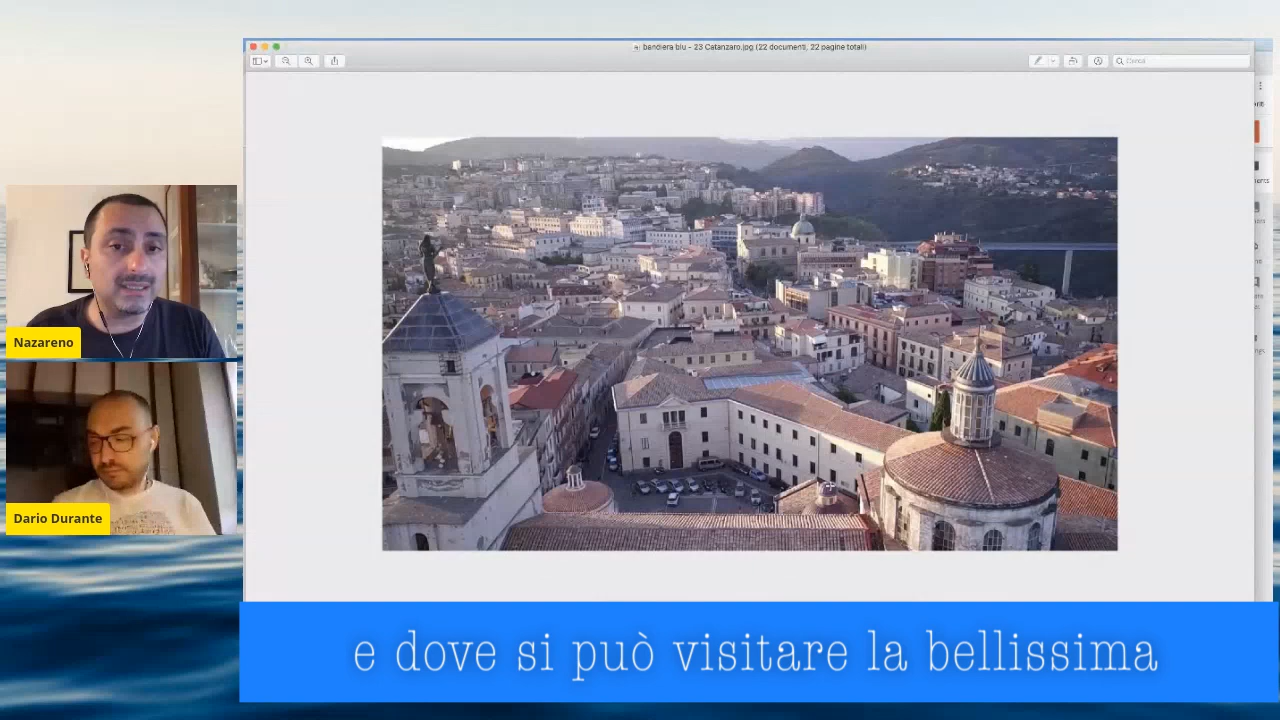 bandiera blu - 23 Catanzaro.jpg (22 documenti, 22 pagine totali)
Cerca
Nazareno
Dario Durante
e dove si può visitare la bellissima